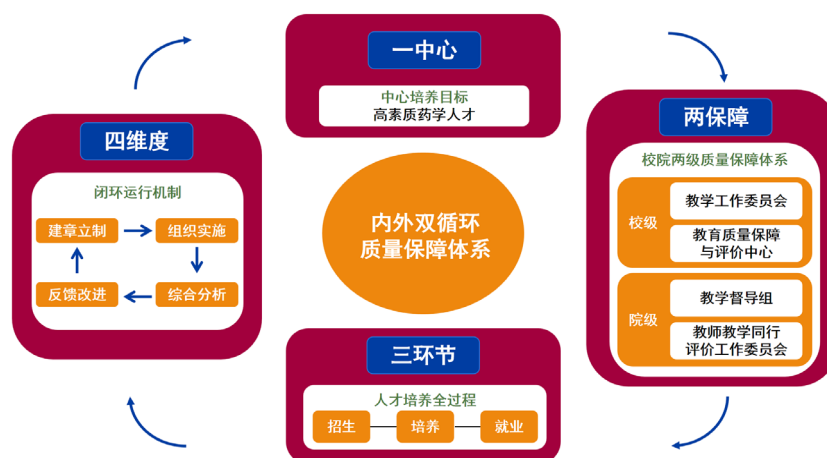 一中心
中心培养目标
高素质药学人才
两保障
校院两级质量保障体系
校级
教学工作委员会
教育质量保障
与评价中心
院级
教学督导组
教师教学同行
评价工作委员会
三环节
人才培养全过程
招生
培养
就业
四维度
闭环运行机制
建章立制
组织实施
反馈改进
综合分析
内外双循环
质量保障体系